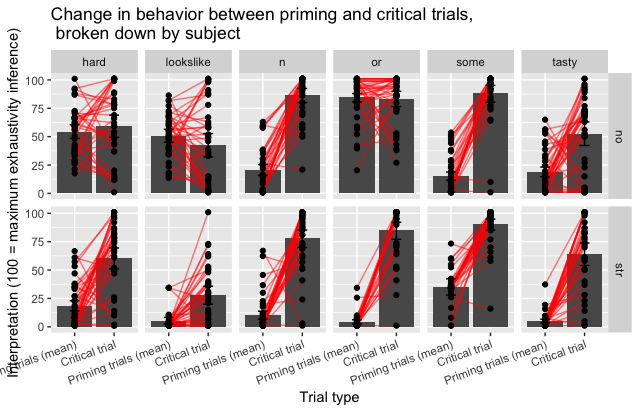 Change in behavior between priming and critical trials,
broken down by subject
hard lookslike n or some tasty
Interpretation (100 = maximum exhaustivity inference)
100
75
50
25
0
no
100
75
50
25
0
str
trials (mean) Critical trial Priming trials (mean) Critical trial Priming trials (mean) Critical trial Priming trials (mean) Critical trial Priming trials (mean) Critical trial Priming trials (mean) Critical trial
Trial type